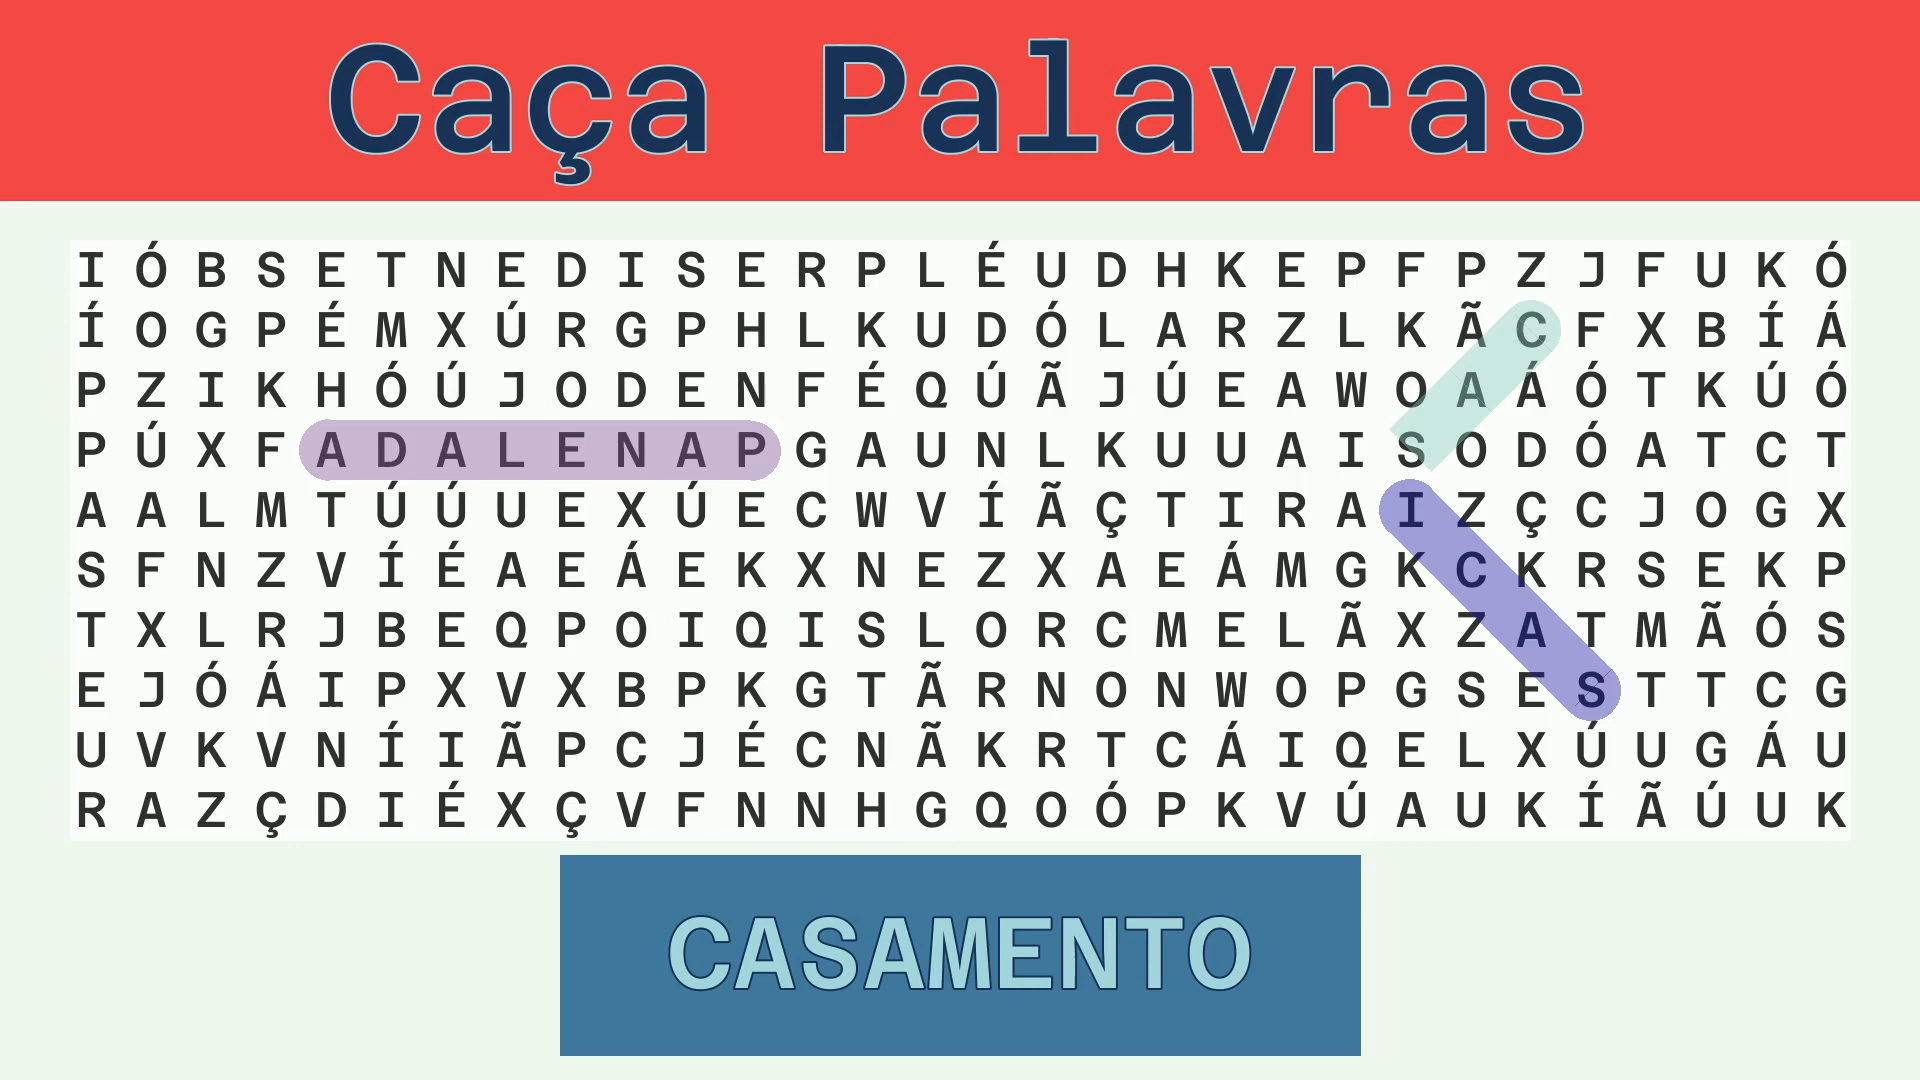 Caça Palavras
I Ó B S E T N E D I S E R P L É U D H K E P F P Z J F U K Ó
Í O G P É M X Ú R G P H L K U D Ó L A R Z L K Ã C F X B Í Á
P Z I K H Ó Ú J O D E N F É Q Ú Ã J Ú E A W O A Á Ó T K Ú Ó
P Ú X F A D A L E N A P G A U N L K U U A I S O D Ó A T C T
A A L M T Ú Ú U E X Ú E C W V Í Ã Ç T I R A I Z Ç C J O G X
S F N Z V Í É A E Á E K X N E Z X A E Á M G K C K R S E K P
T X L R J B E Q P O I Q I S L O R C M E L Ã X Z A T M Ã Ó S
E J Ó Á I P X V X B P K G T Ã R N O N W O P G S E S T T C G
U V K V N Í I Ã P C J É C N Ã K R T C Á I Q E L X Ú U G Á U
R A Z Ç D I É X Ç V F N N H G Q O Ó P K V Ú A U K Í Ã Ú U K
CASAMENTO